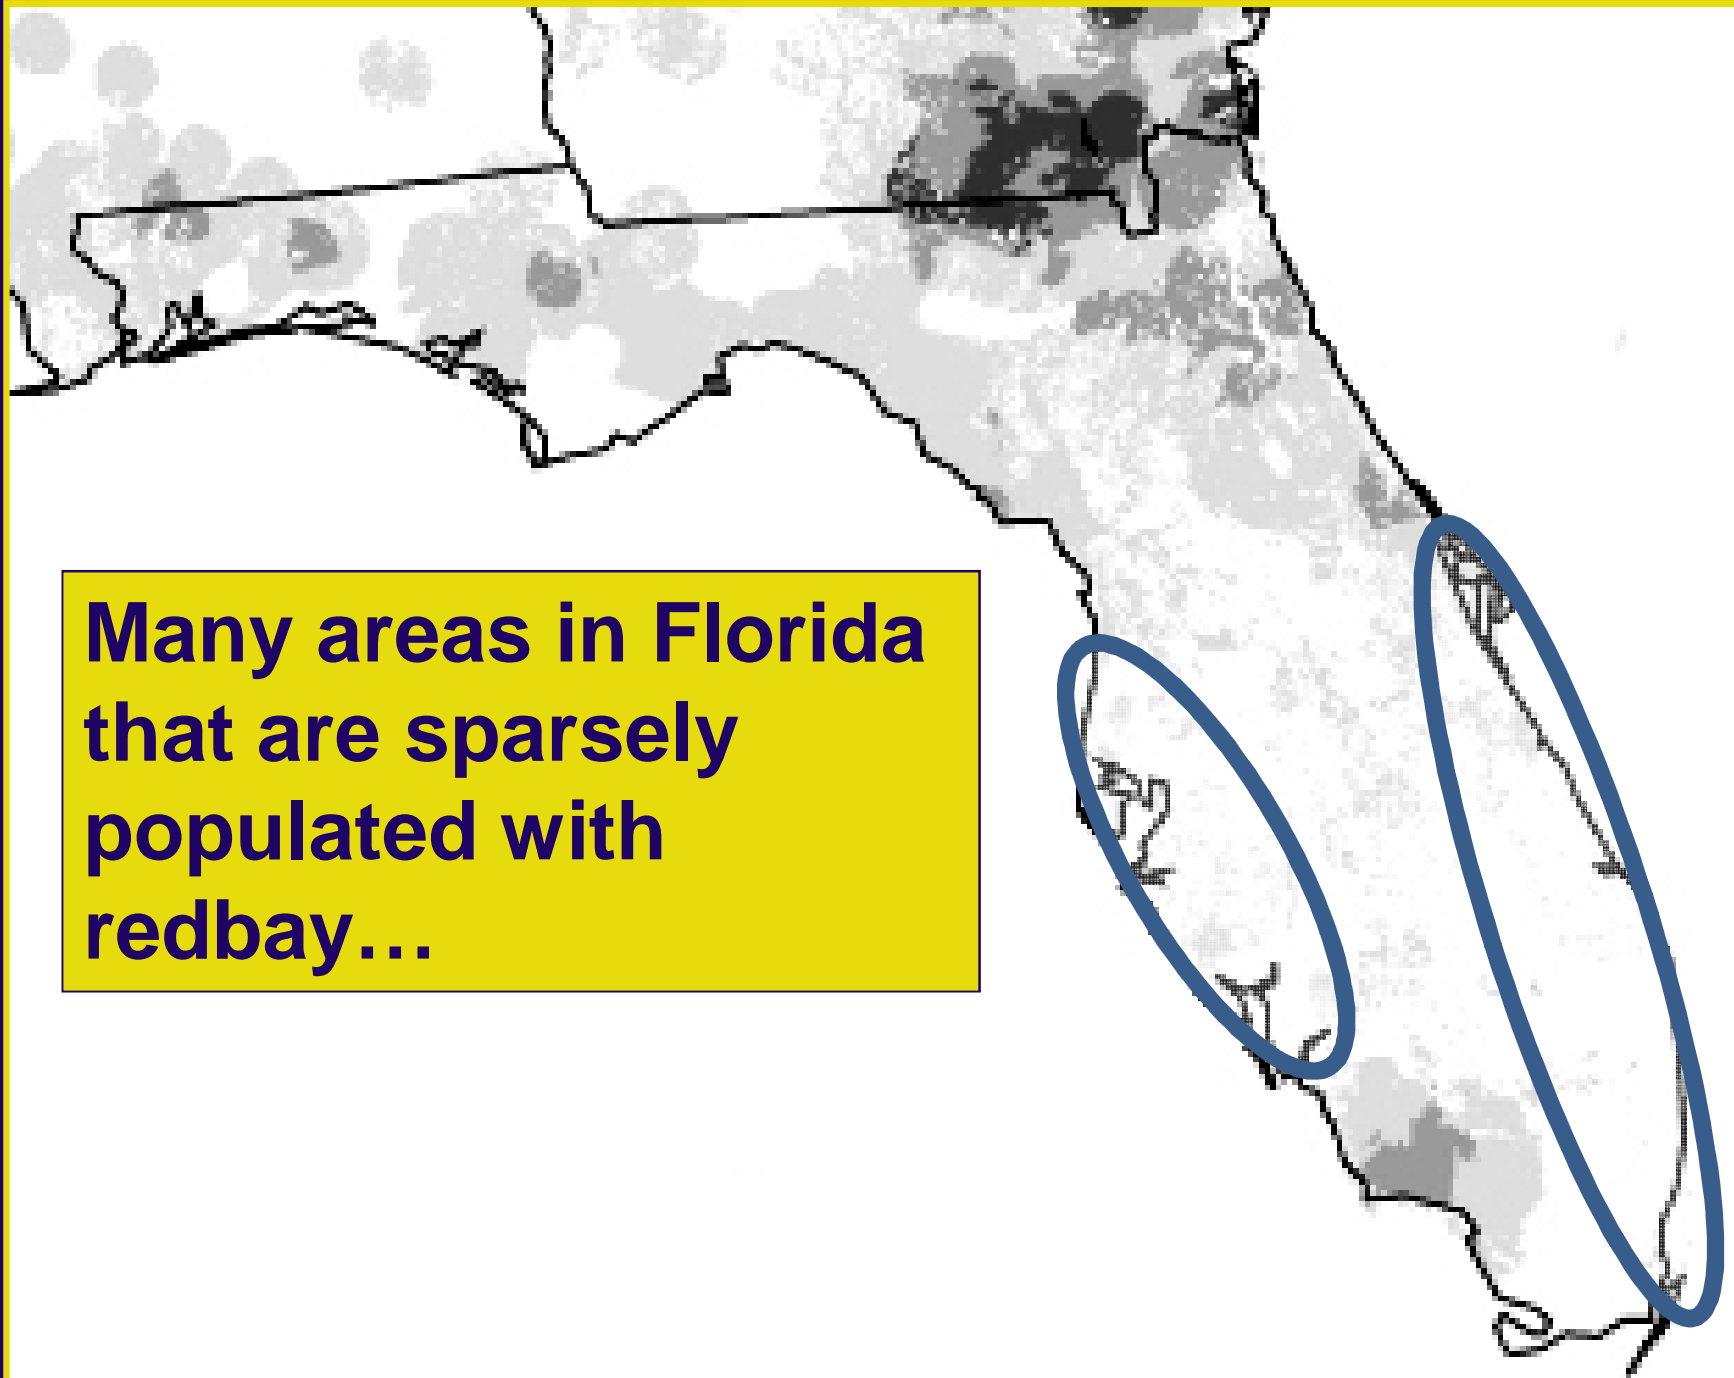 Many areas in Florida
that are sparsely
populated with
redbay…